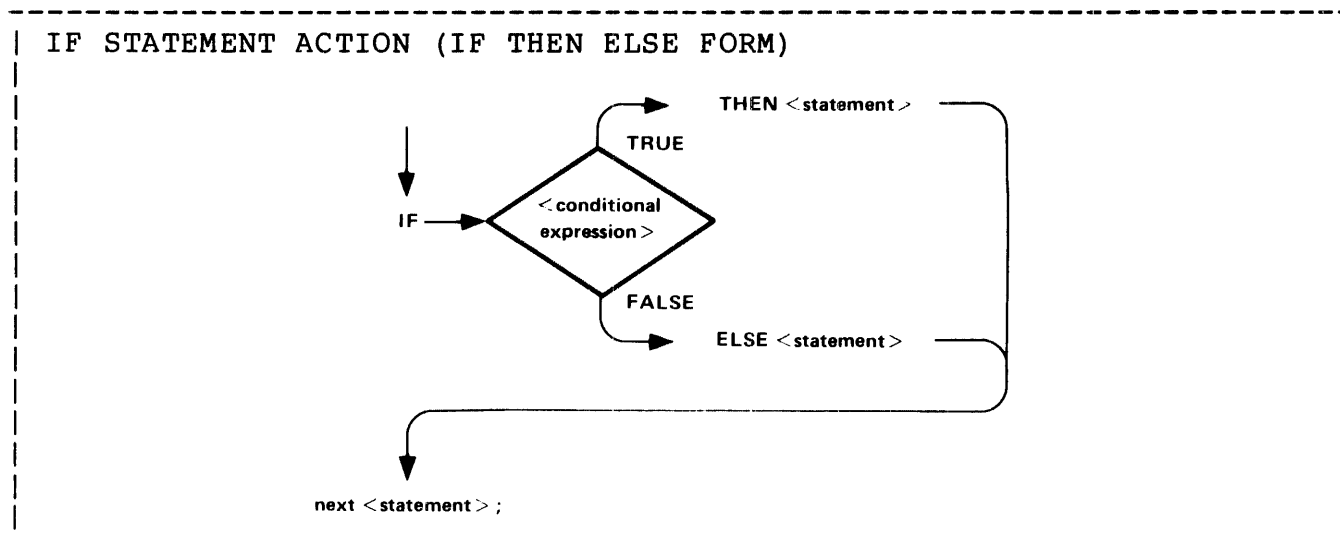 IF STATEMENT ACTION (IF THEN ELSE FORM)
THEN <statement>
TRUE
IF
<conditional
expression>
FALSE
ELSE <statement>
next <statement> ;